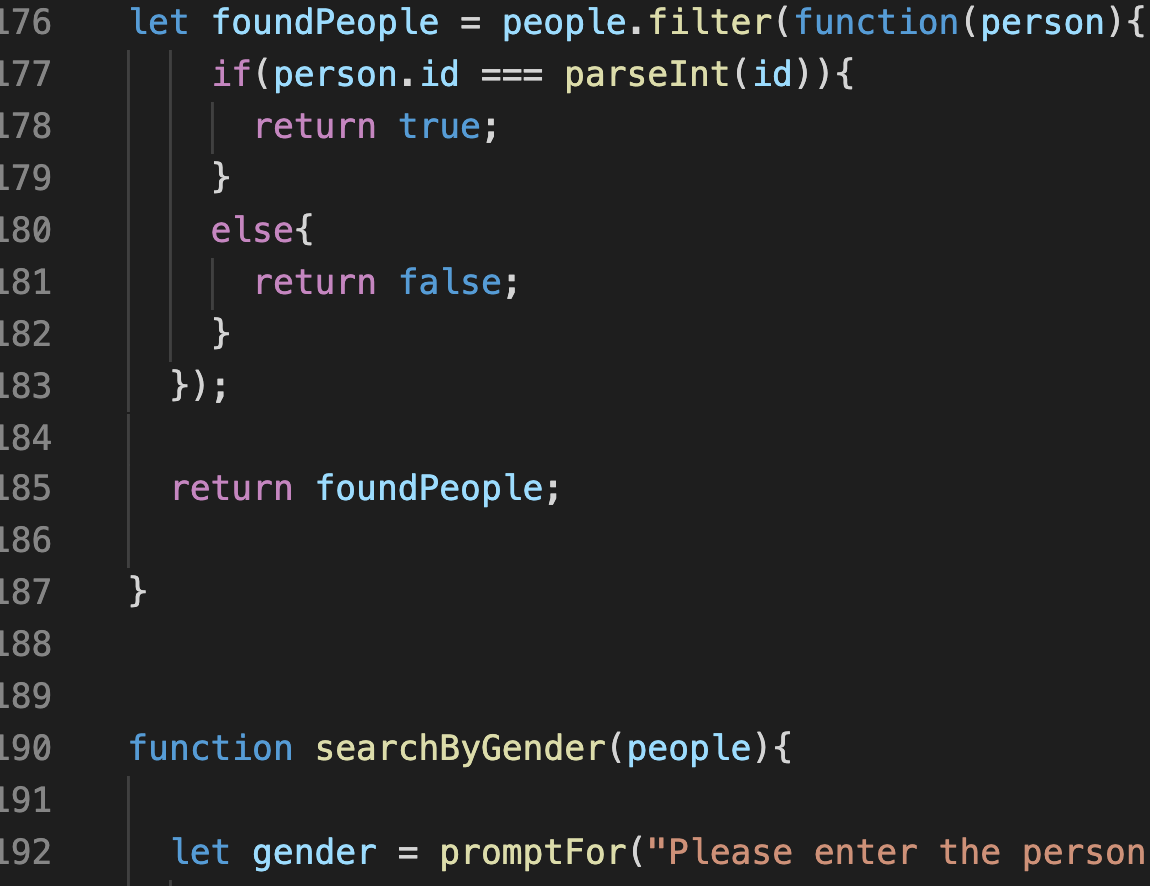 176 let foundPeople = people.filter(function(person){
177 if(person.id === parseInt(id)){
178 return true;
179 }
180 else{
181 return false;
182 }
183 });
184
185 return foundPeople;
186
187 }
188
189
190 function searchByGender(people){
191
192 let gender = promptFor("Please enter the person